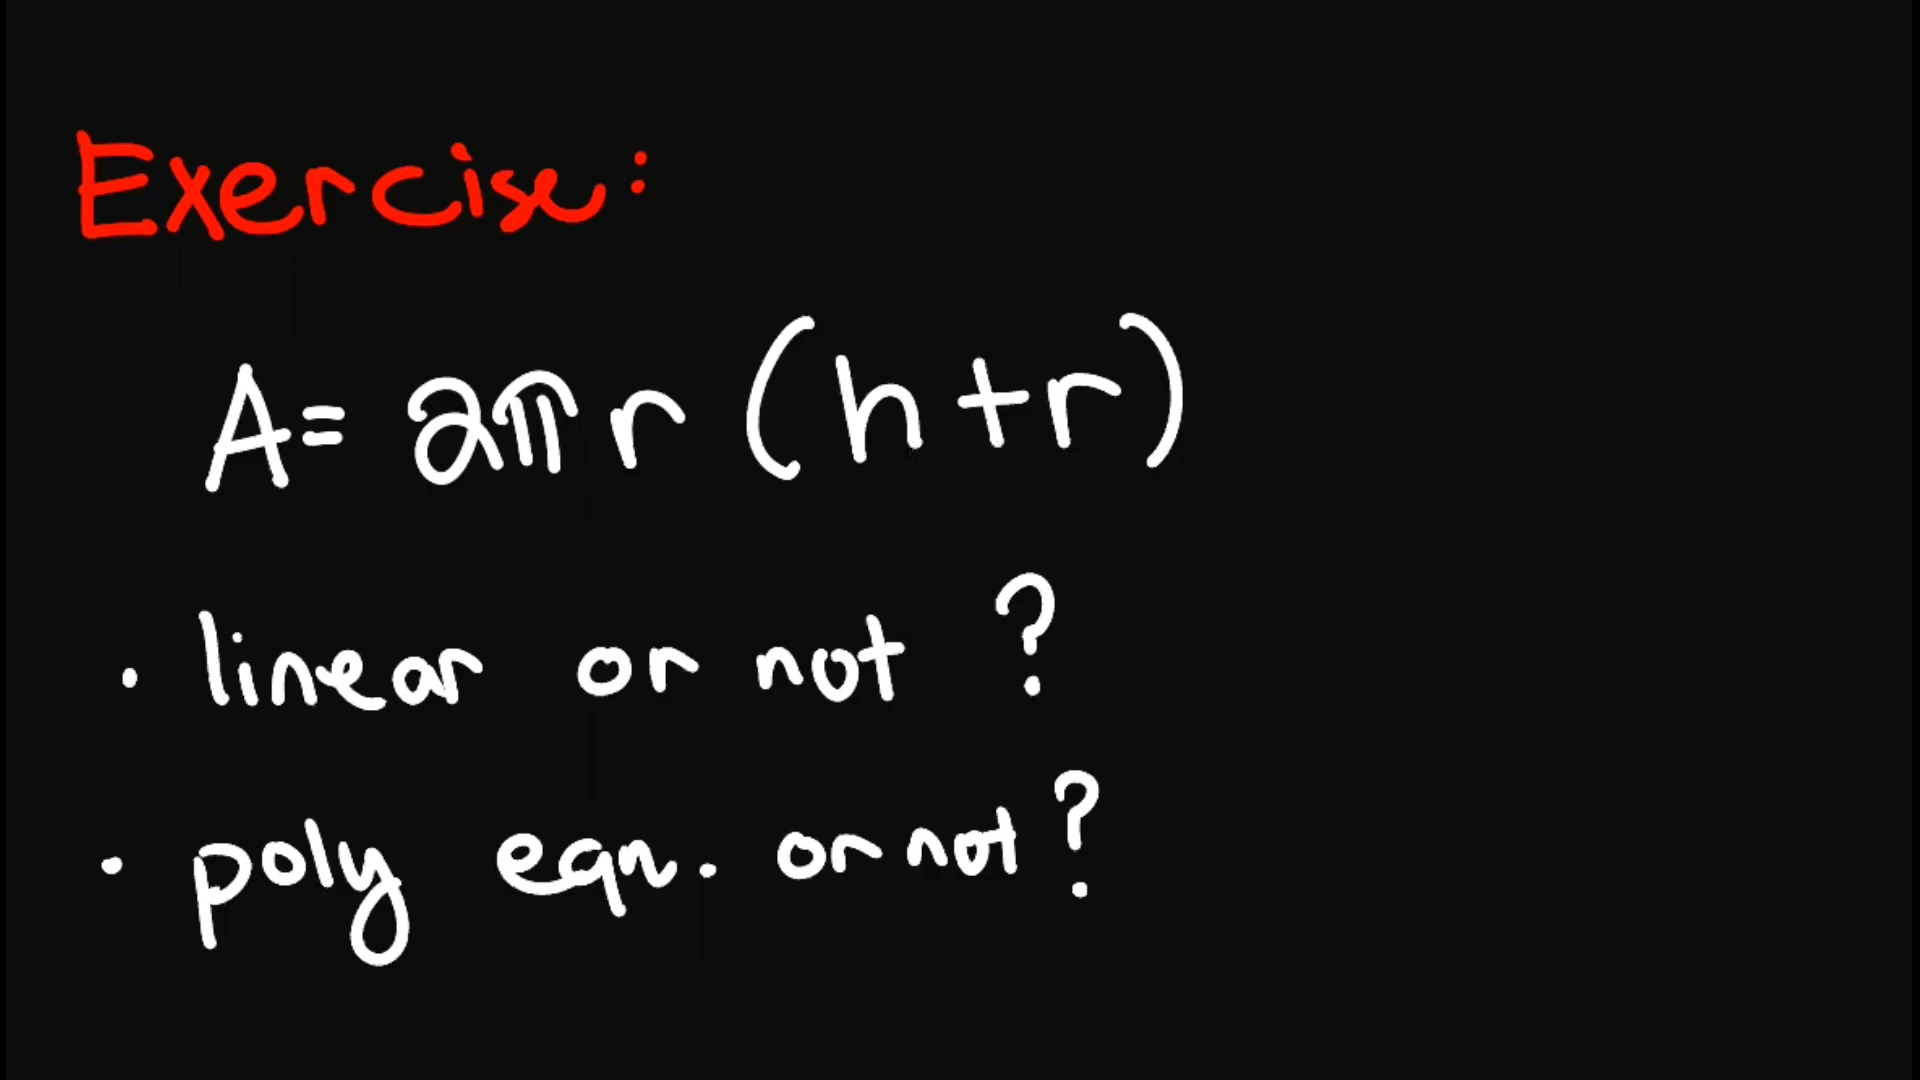 Exercise:
A= 2πr (h+r)
· linear or not ?
· poly eqn. or not ?